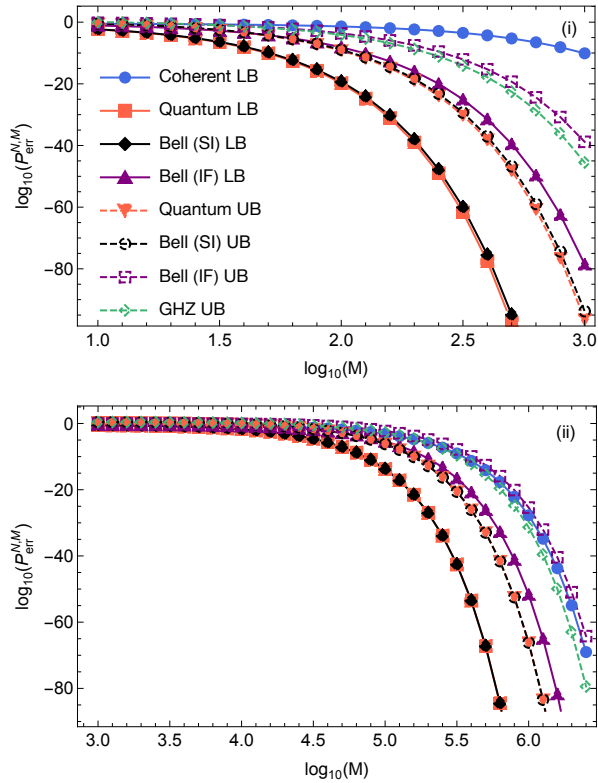 0
−20
−40
−60
−80
log10(P err N,M)
(i)
Coherent LB
Quantum LB
Bell (SI) LB
Bell (IF) LB
Quantum UB
Bell (SI) UB
Bell (IF) UB
GHZ UB
1.0 1.5 2.0 2.5 3.0
log10(M)
0
−20
−40
−60
−80
log10(P err N,M)
(ii)
3.0 3.5 4.0 4.5 5.0 5.5 6.0
log10(M)